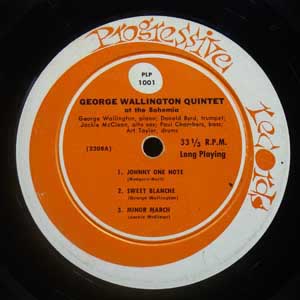 Progressive records
PLP
1001
GEORGE WALLINGTON QUINTET
at the Bohemia
George Wallington, piano; Donald Byrd, trumpet;
Jackie McClean, alto sax; Paul Chambers, bass;
Art Taylor, drums
(2308A)
33 1/3 R.P.M.
Long Playing
1. JOHNNY ONE NOTE
(Rodgers-Hart)
2. SWEET BLANCHE
(George Wallington)
3. MINOR MARCH
(Jackie McClean)